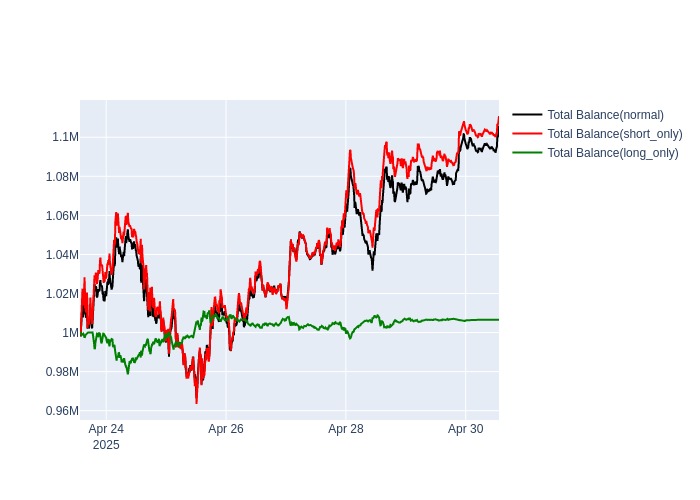 1.1M
1.08M
1.06M
1.04M
1.02M
1M
0.98M
0.96M
Apr 24
2025
Apr 26
Apr 28
Apr 30
Total Balance(normal)
Total Balance(short_only)
Total Balance(long_only)